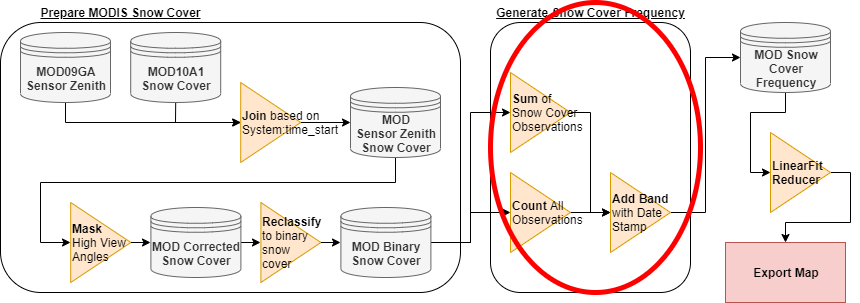 Prepare MODIS Snow Cover
MOD09GA
Sensor Zenith
MOD10A1
Snow Cover
Join based on
System:time_start
MOD
Sensor Zenith
Snow Cover
Mask
High View
Angles
MOD Corrected
Snow Cover
Reclassify
to binary
snow
cover
MOD Binary
Snow Cover
Generate Snow Cover Frequency
Sum of
Snow Cover
Observations
Count All
Observations
Add Band
with Date
Stamp
MOD Snow
Cover
Frequency
LinearFit
Reducer
Export Map